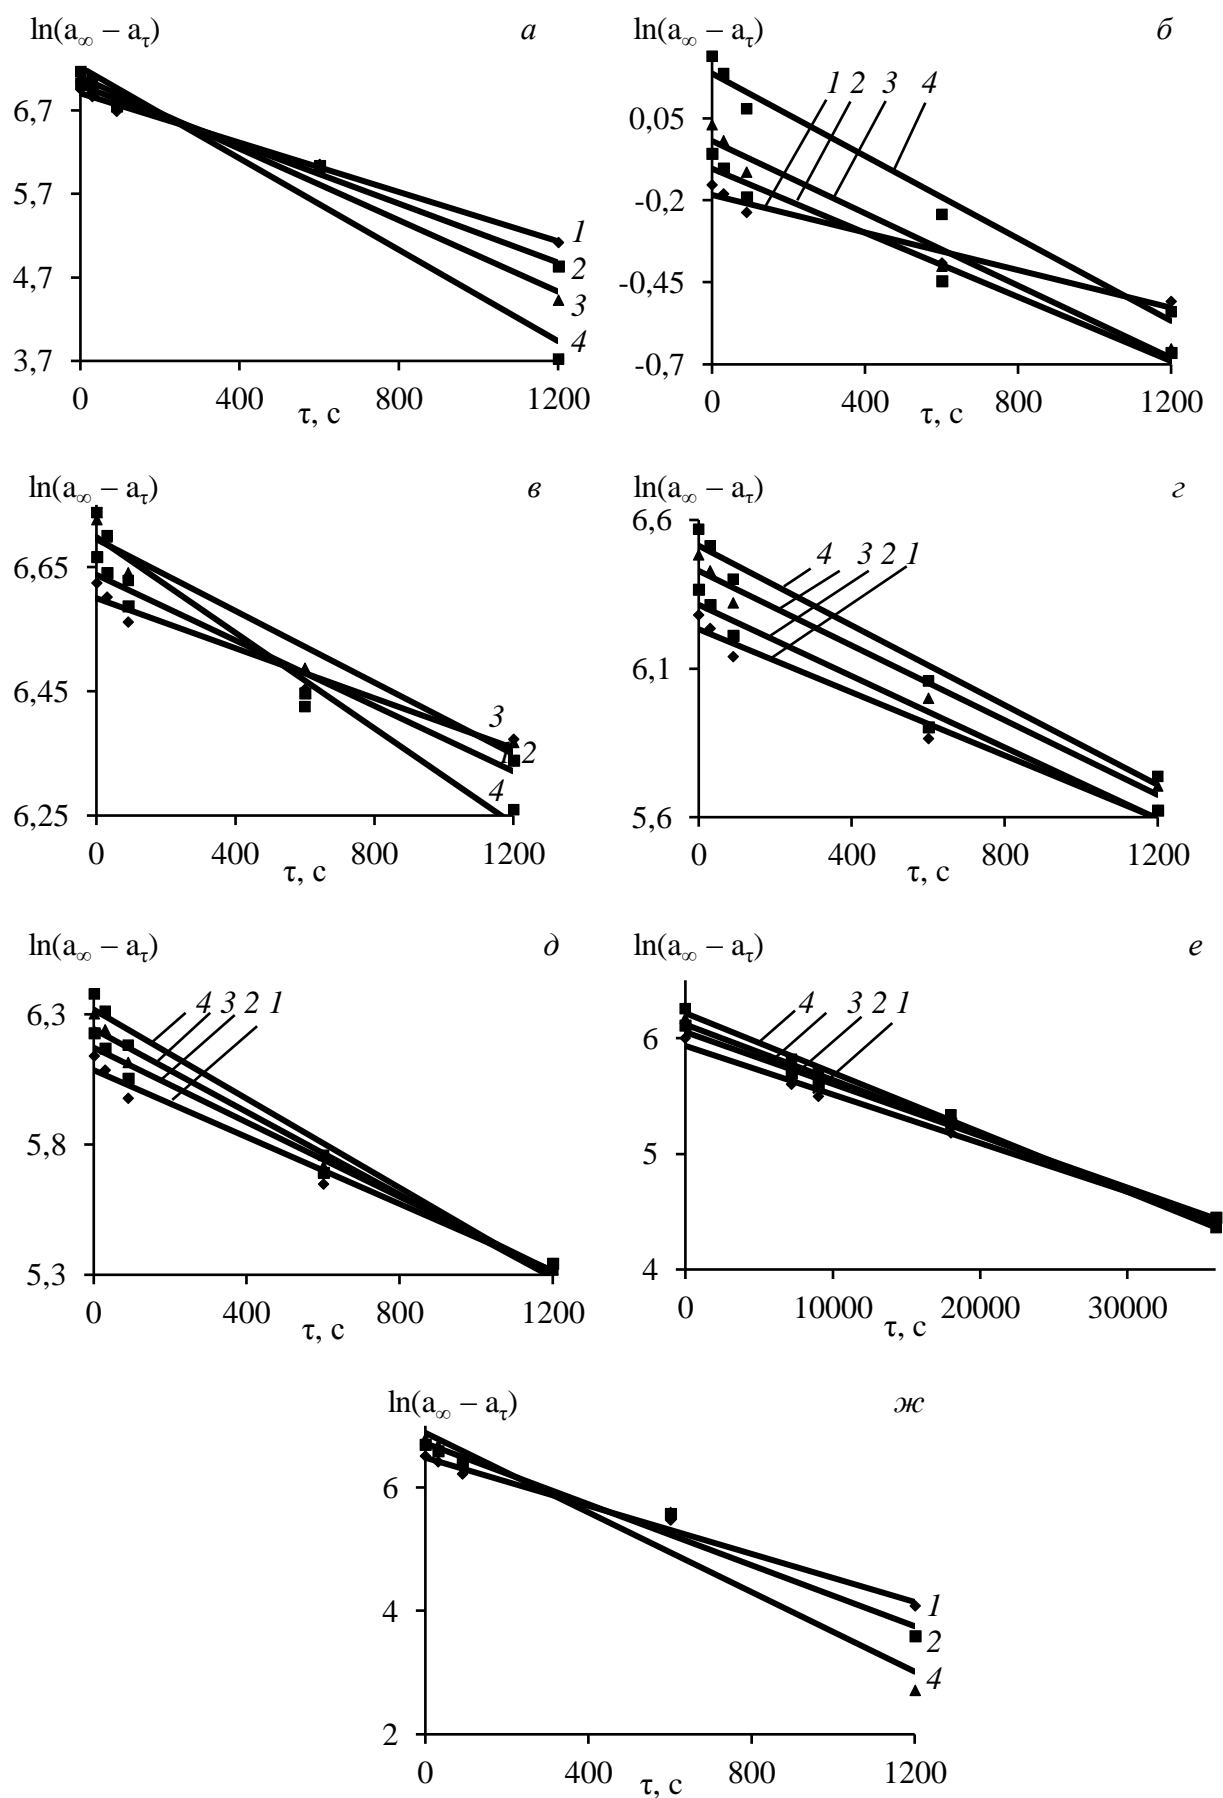 ln(a∞ – aτ) а
6,7
5,7
4,7
3,7
1
2
3
4
0 400 800 1200
τ, с
ln(a∞ – aτ) б
1 2 3 4
0,05
-0,2
-0,45
-0,7
0 400 800 1200
τ, с
ln(a∞ – aτ) в
6,65
6,45
6,25
3
1 2
4
0 400 800 1200
τ, с
ln(a∞ – aτ) г
6,6
4 3 2 1
6,1
5,6
0 400 800 1200
τ, с
ln(a∞ – aτ) д
4 3 2 1
6,3
5,8
5,3
0 400 800 1200
τ, с
ln(a∞ – aτ) е
4 3 2 1
6
5
4
0 10000 20000 30000
τ, с
ln(a∞ – aτ) ж
6
4
2
1
2
4
0 400 800 1200
τ, с